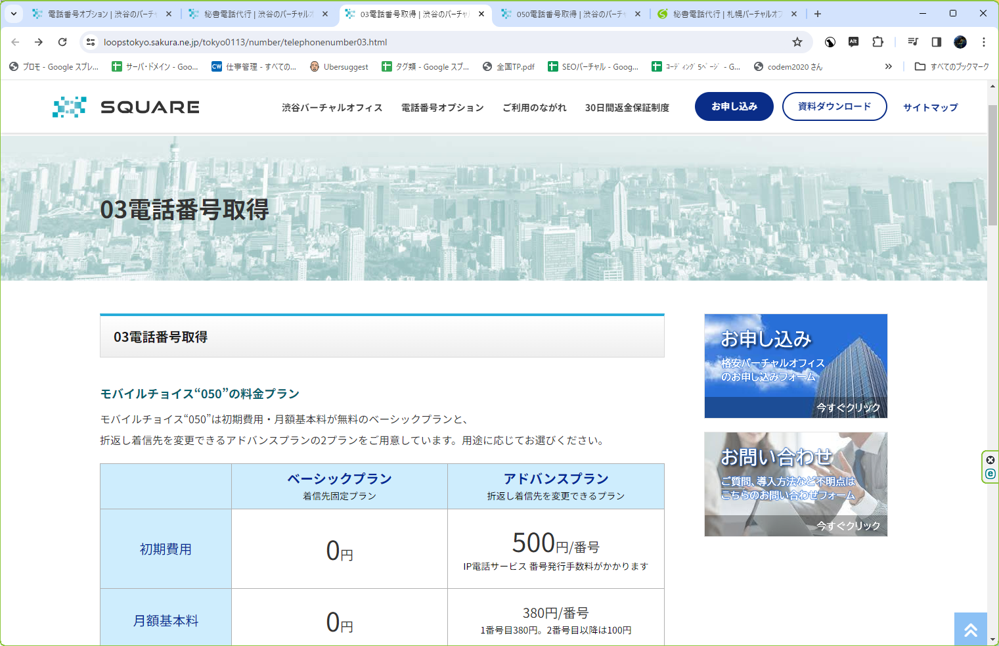 電話番号オプション | 渋谷のバーチャ
秘書電話代行 | 渋谷のバーチャルオ
03電話番号取得 | 渋谷のバーチャル
050電話番号取得 | 渋谷のバーチャ
秘書電話代行 | 札幌バーチャルオフ
loopstokyo.sakura.ne.jp/tokyo0113/number/telephonenumber03.html
プロモ - Google スプレ...
サーバ・ドメイン - Goo...
CW 仕事管理 - すべての...
Ubersuggest
タグ類 - Google スプ...
全国TP.pdf
SEOバーチャル - Goog...
コーディング 5ページ - G...
codem2020 さん
すべてのブックマーク
SQUARE
渋谷バーチャルオフィス
電話番号オプション
ご利用のながれ
30日間返金保証制度
お申し込み
資料ダウンロード
サイトマップ
03電話番号取得
03電話番号取得
モバイルチョイス“050”の料金プラン
モバイルチョイス“050”は初期費用・月額基本料が無料のベーシックプランと、
折返し着信先を変更できるアドバンスプランの2プランをご用意しています。用途に応じてお選びください。
ベーシックプラン
着信先固定プラン
アドバンスプラン
折返し着信先を変更できるプラン
初期費用
0円
500円/番号
IP電話サービス 番号発行手数料がかかります
月額基本料
0円
380円/番号
1番号目380円。2番号目以降は100円
お申し込み
格安バーチャルオフィス
のお申し込みフォーム
今すぐクリック
お問い合わせ
ご質問、導入方法など不明点は
こちらのお問い合わせフォーム
今すぐクリック